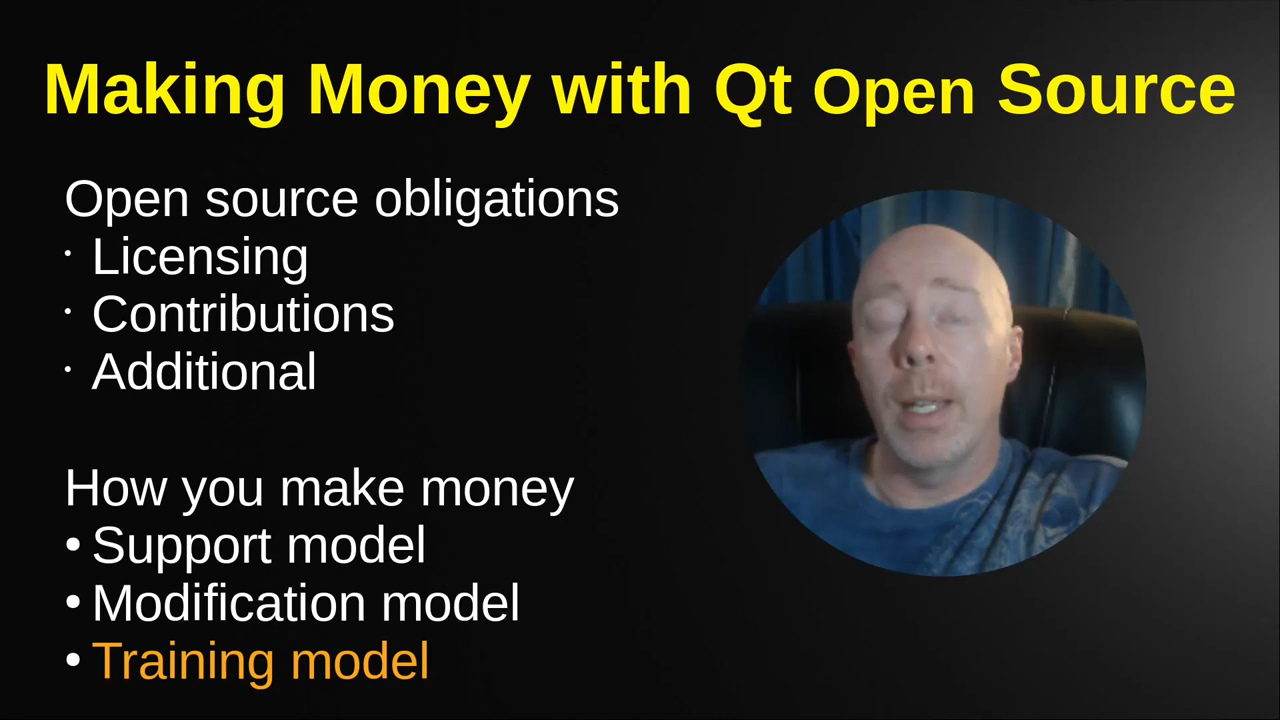 Making Money with Qt Open Source
Open source obligations
· Licensing
· Contributions
· Additional
How you make money
• Support model
• Modification model
• Training model